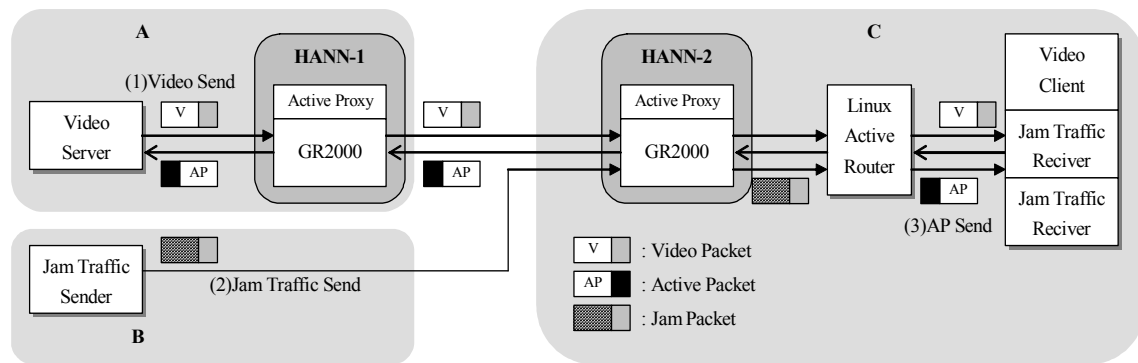 A
HANN-1
(1)Video Send
V
Video
Server
AP
Active Proxy
GR2000
V
AP
B
Jam Traffic
Sender
(2)Jam Traffic Send
C
HANN-2
Active Proxy
GR2000
Linux
Active
Router
V
AP
(3)AP Send
Video
Client
Jam Traffic
Reciver
Jam Traffic
Reciver
V
: Video Packet
AP
: Active Packet
: Jam Packet